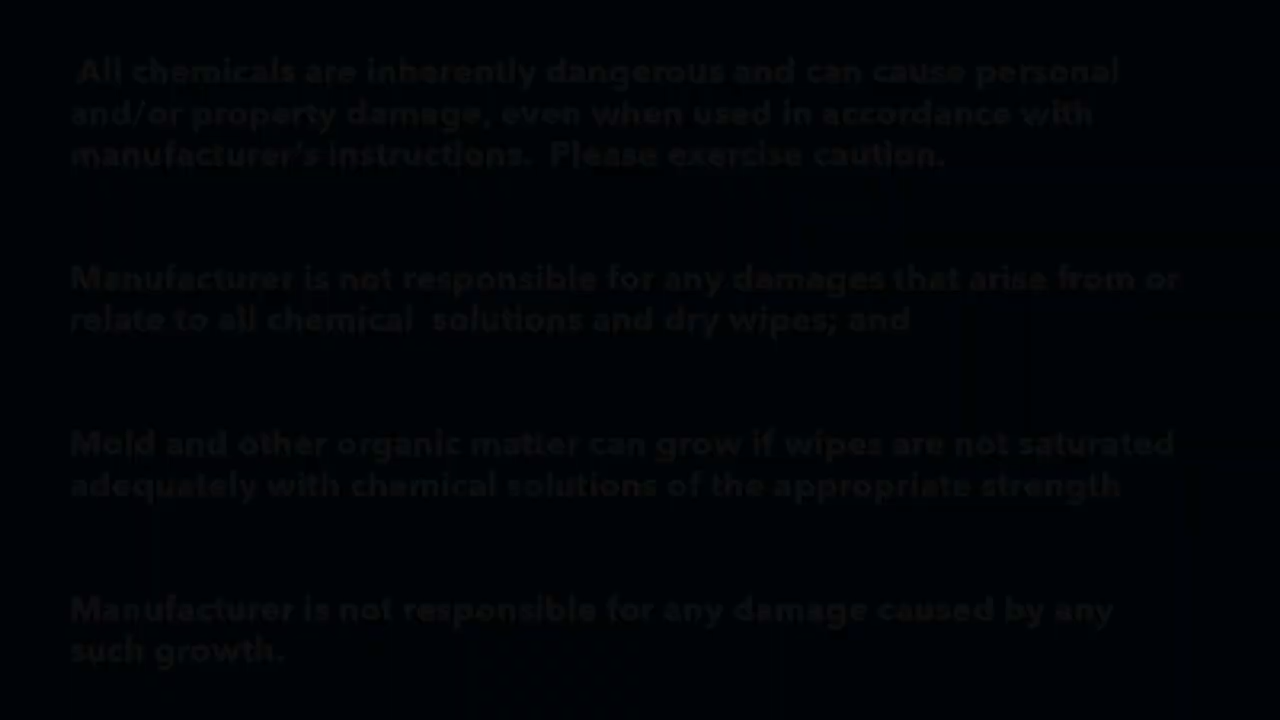 All chemicals are inherently dangerous and can cause personal
and/or property damage, even when used in accordance with
manufacturer's instructions. Please exercise caution.
Manufacturer is not responsible for any damages that arise from or
relate to all chemical solutions and dry wipes; and
Mold and other organic matter can grow if wipes are not saturated
adequately with chemical solutions of the appropriate strength
Manufacturer is not responsible for any damage caused by any
such growth.